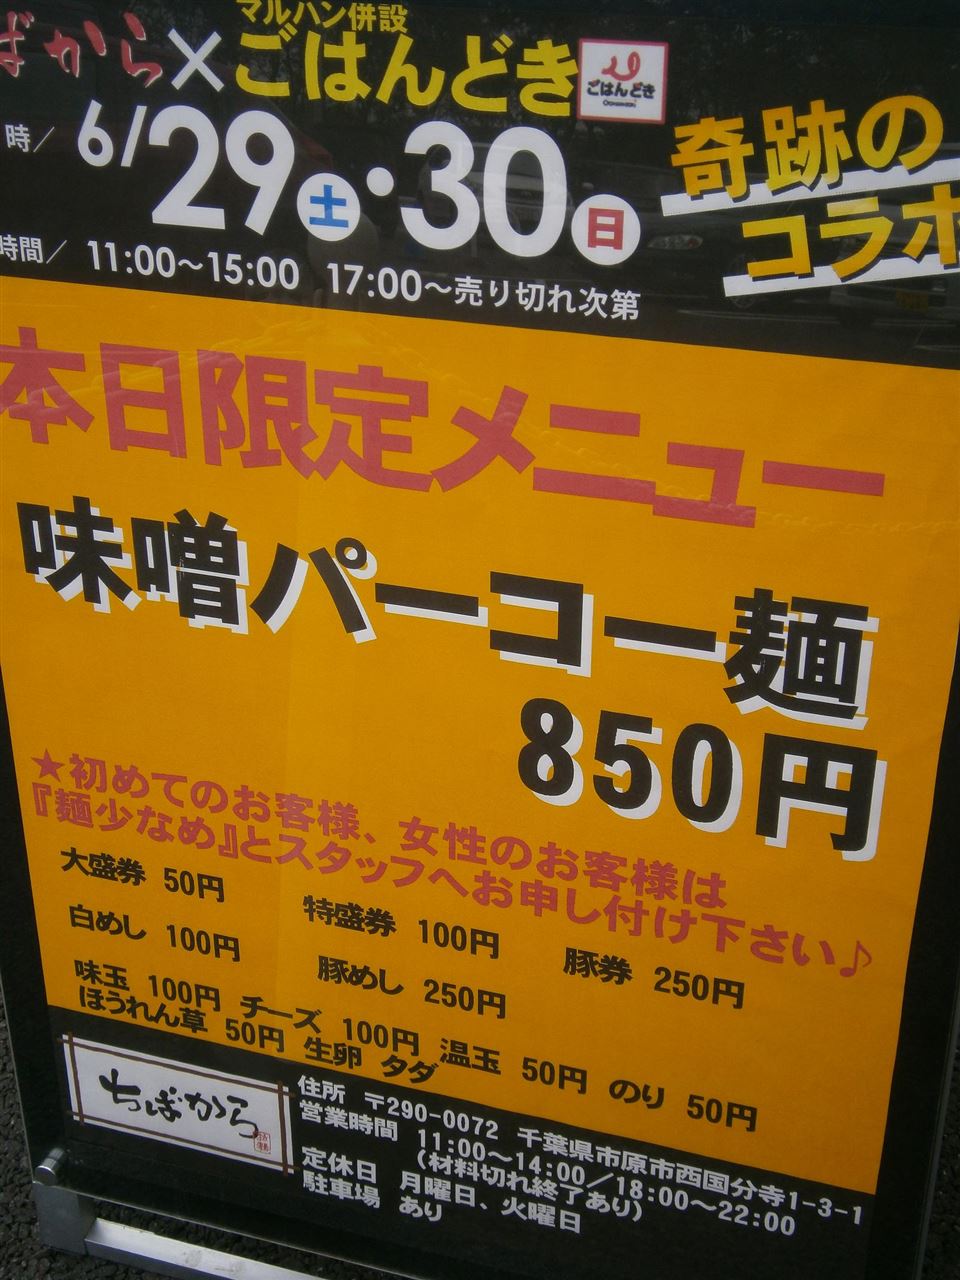 マルハン併設
ばから×ごはんどき
ごはんどき
時/ 6/29土・30日
奇跡の
コラボ
時間/ 11:00～15:00 17:00～売り切れ次第
本日限定メニュー
味噌パーコー麺
850円
★初めてのお客様、女性のお客様は
『麺少なめ』とスタッフへお申し付け下さい♪
大盛券 50円 特盛券 100円 豚券 250円
白めし 100円 豚めし 250円
味玉 100円 チーズ 100円 温玉 50円 のり 50円
ほうれん草 50円 生卵 タダ
ちばから
住所 〒290-0072 千葉県市原市西国分寺1-3-1
営業時間 11:00～14:00/18:00～22:00
(材料切れ終了あり)
定休日 月曜日、火曜日
駐車場 あり